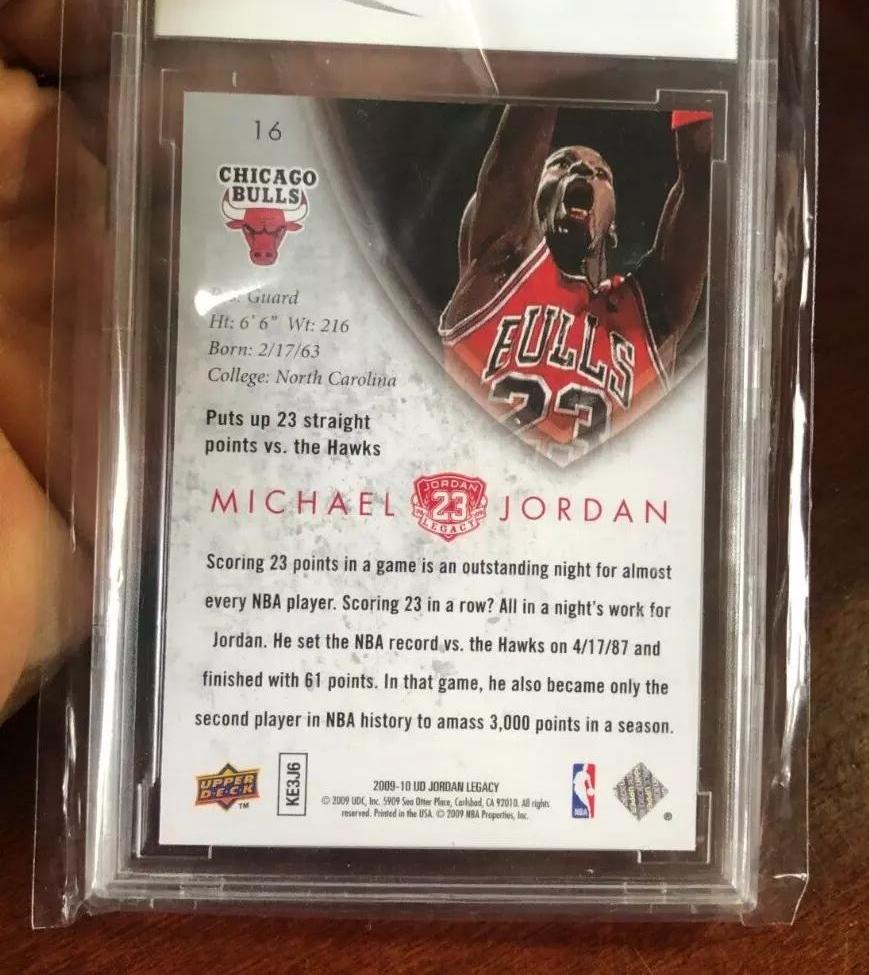 16
CHICAGO
BULLS
Guard
Ht: 6' 6" Wt: 216
Born: 2/17/63
College: North Carolina
BULLS
23
Puts up 23 straight
points vs. the Hawks
MICHAEL JORDAN 23 LEGACY JORDAN
Scoring 23 points in a game is an outstanding night for almost
every NBA player. Scoring 23 in a row? All in a night's work for
Jordan. He set the NBA record vs. the Hawks on 4/17/87 and
finished with 61 points. In that game, he also became only the
second player in NBA history to amass 3,000 points in a season.
UPPER
DECK
TM
KE3J6
2009-10 UD JORDAN LEGACY
© 2009 UDC, Inc. 5909 Sea Otter Place, Carlsbad, CA 92010. All rights
reserved. Printed in the USA. © 2009 NBA Properties, Inc.
NBA
®